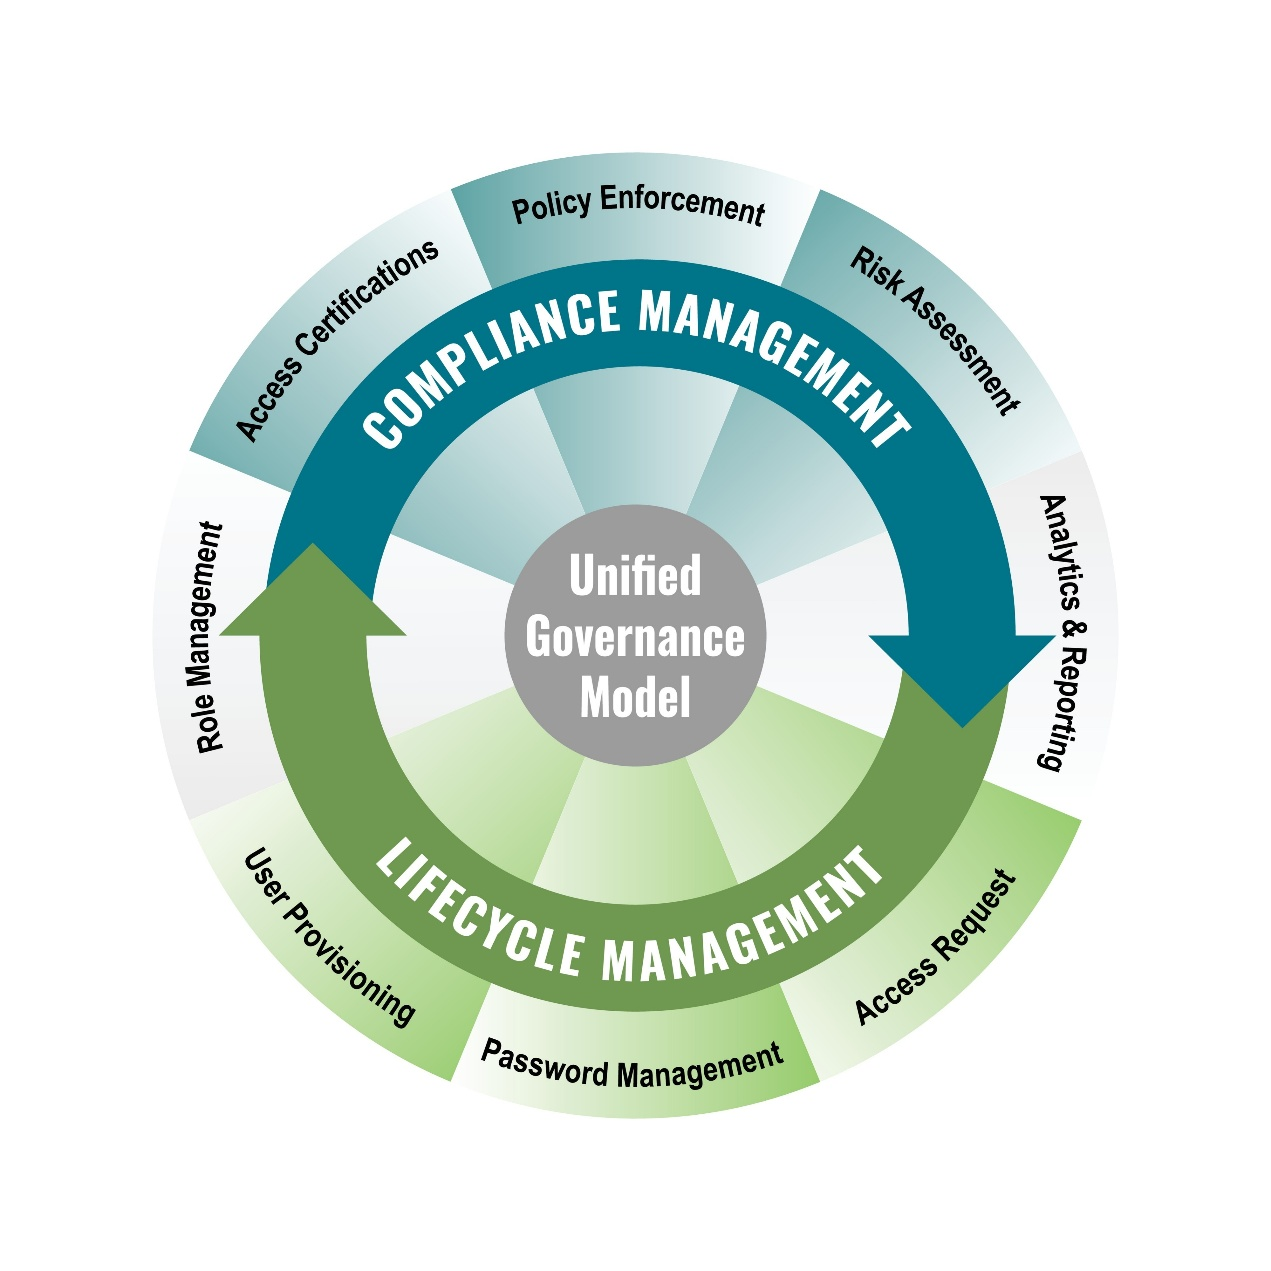 Policy Enforcement
Risk Assessment
Analytics & Reporting
Access Request
Password Management
User Provisioning
Role Management
Access Certifications
COMPLIANCE MANAGEMENT
LIFECYCLE MANAGEMENT
Unified
Governance
Model